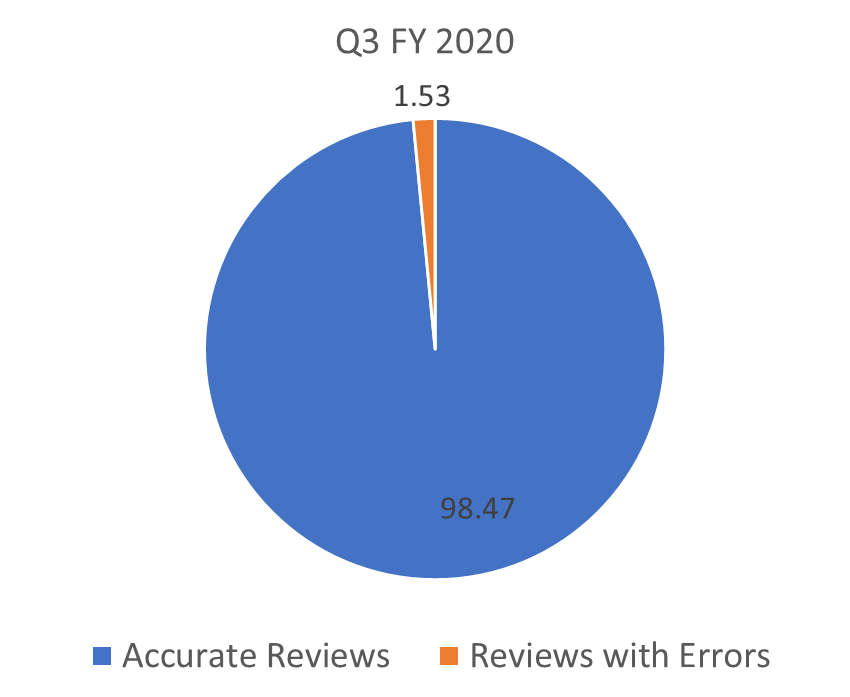 Q3 FY 2020
1.53
98.47
Accurate Reviews
Reviews with Errors